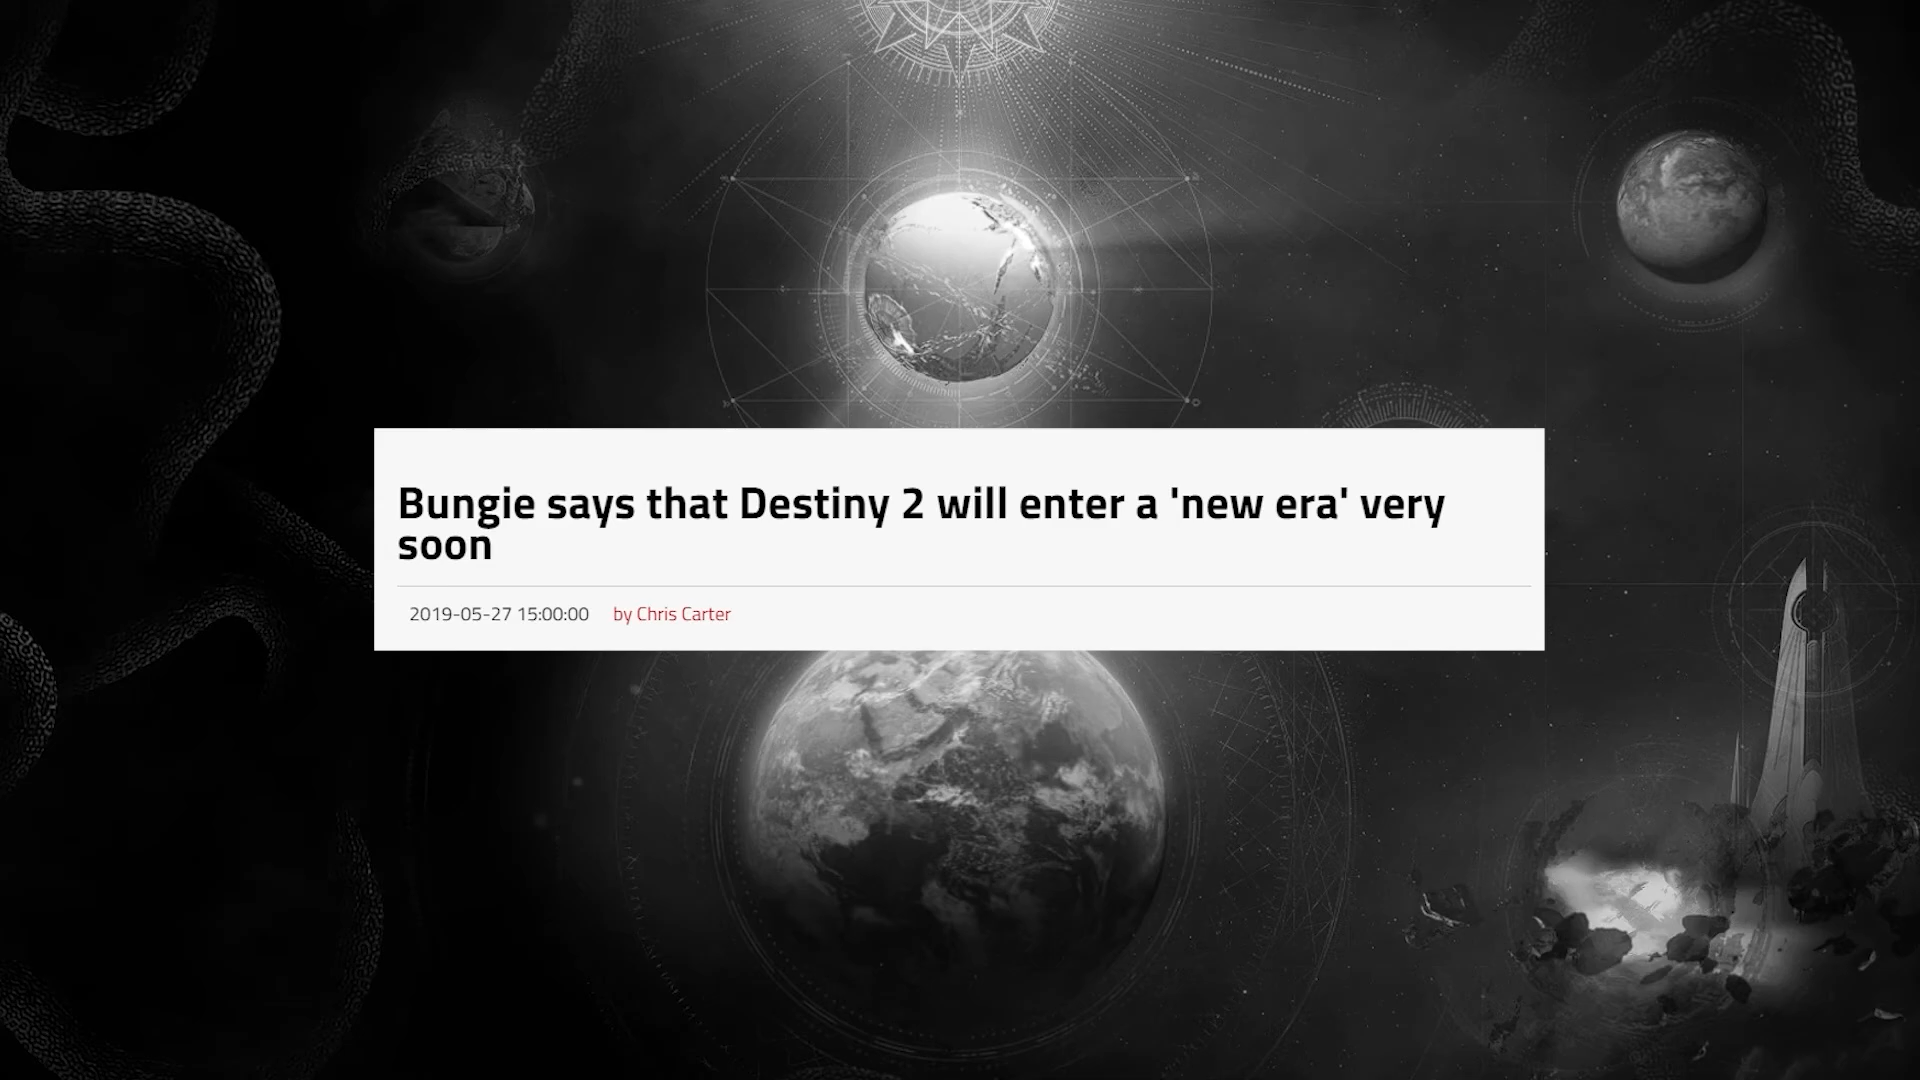 Bungie says that Destiny 2 will enter a 'new era' very
soon
2019-05-27 15:00:00 by Chris Carter